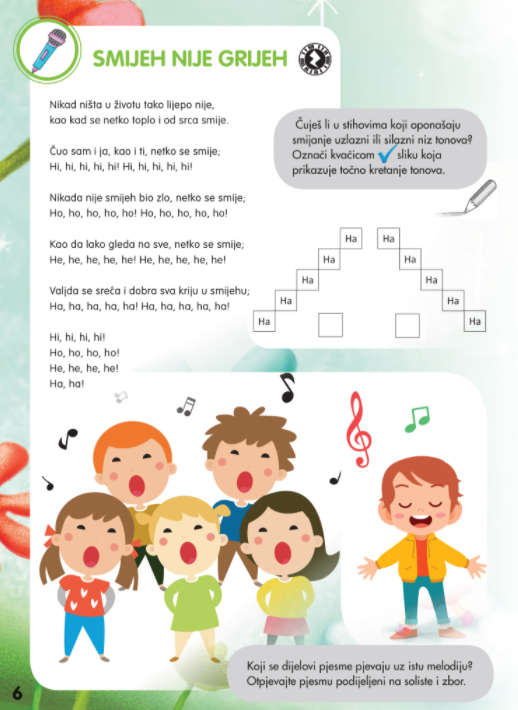 SMIJEH NIJE GRIJEH
Nikad ništa u životu tako lijepo nije,
kao kad se netko toplo i od srca smije.
Čuo sam i ja, kao i ti, netko se smije;
Hi, hi, hi, hi, hi! Hi, hi, hi, hi, hi!
Nikada nije smijeh bio zlo, netko se smije;
Ho, ho, ho, ho, ho! Ho, ho, ho, ho, ho!
Kao da lako gleda na sve, netko se smije;
He, he, he, he, he! He, he, he, he, he!
Valjda se sreća i dobra sva kriju u smijehu;
Ha, ha, ha, ha, ha! Ha, ha, ha, ha, ha!
Hi, hi, hi, hi!
Ho, ho, ho, ho!
He, he, he, he!
Ha, ha!
Čuješ li u stihovima koji oponašaju
smijanje uzlazni ili silazni niz tonova?
Označi kvačicom sliku koja
prikazuje točno kretanje tonova.
Ha Ha
Ha Ha
Ha Ha
Ha Ha
Ha Ha
Koji se dijelovi pjesme pjevaju uz istu melodiju?
Otpjevajte pjesmu podijeljeni na soliste i zbor.
6